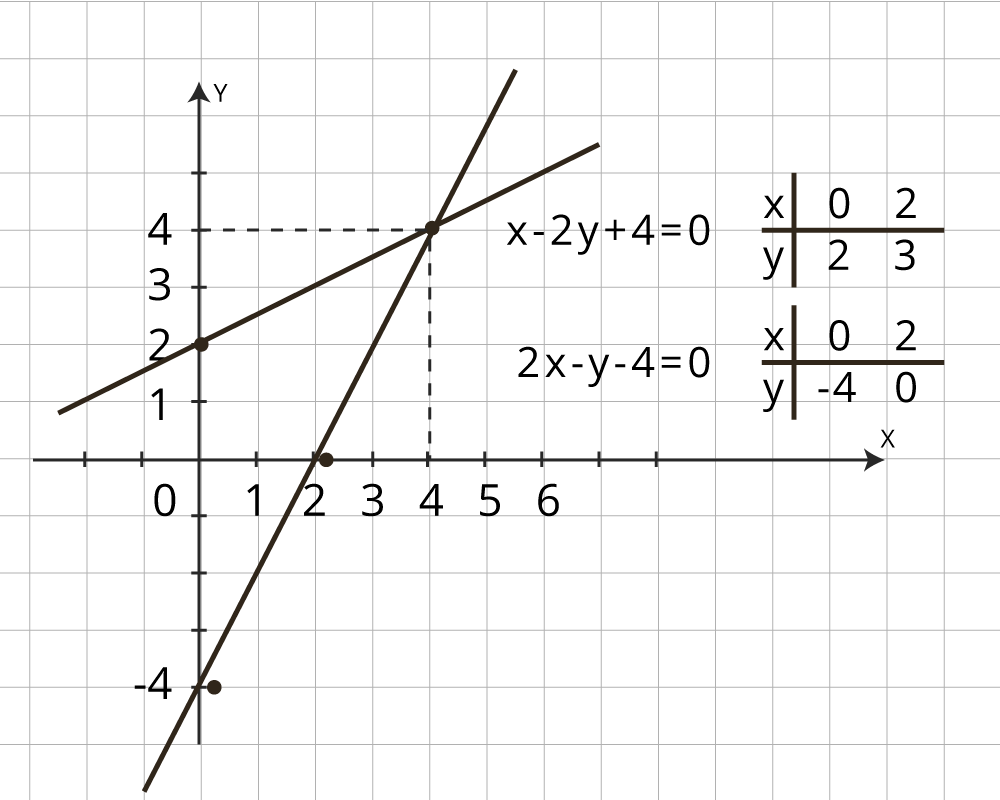 Y
4
3
2
1
-4
X
0 1 2 3 4 5 6
x-2y+4=0
x 0 2
y 2 3
2x-y-4=0
x 0 2
y -4 0